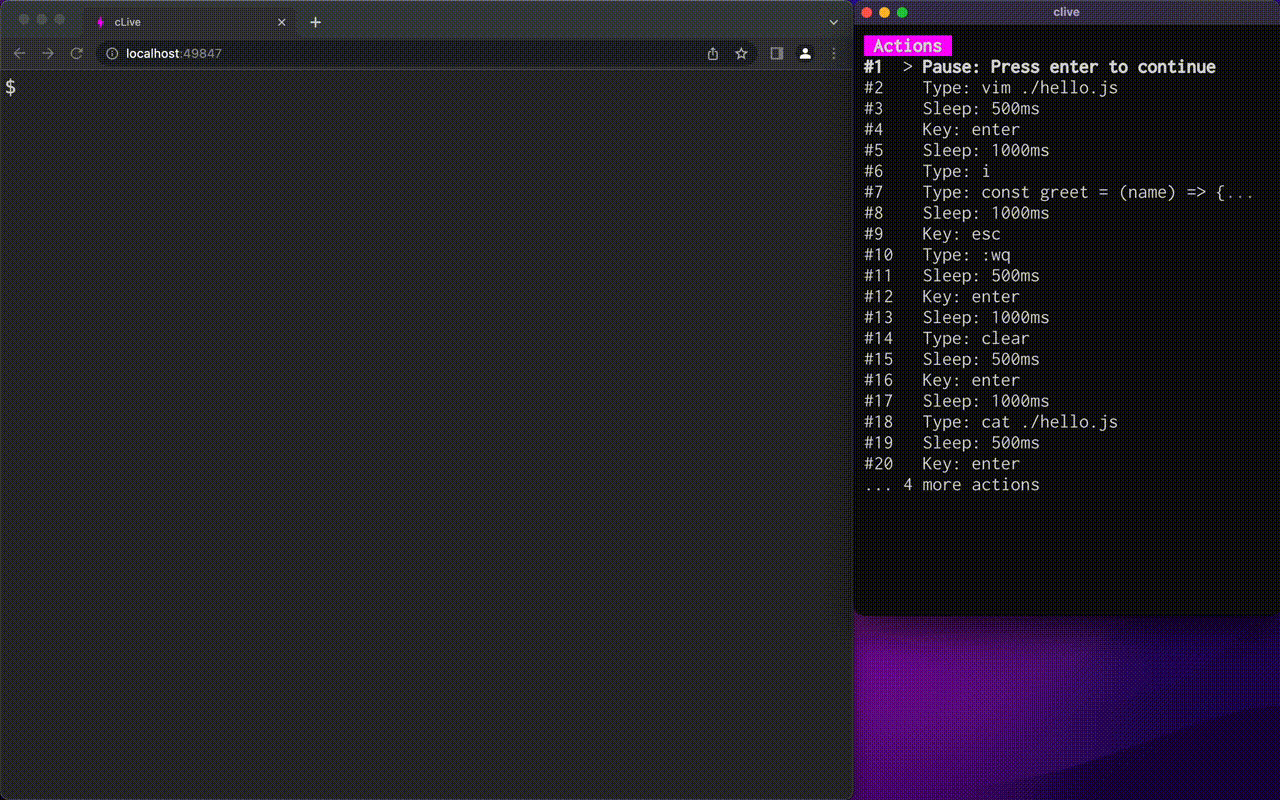 cLive
localhost:49847
$
clive
Actions
#1 > Pause: Press enter to continue
#2 Type: vim ./hello.js
#3 Sleep: 500ms
#4 Key: enter
#5 Sleep: 1000ms
#6 Type: i
#7 Type: const greet = (name) => {...
#8 Sleep: 1000ms
#9 Key: esc
#10 Type: :wq
#11 Sleep: 500ms
#12 Key: enter
#13 Sleep: 1000ms
#14 Type: clear
#15 Sleep: 500ms
#16 Key: enter
#17 Sleep: 1000ms
#18 Type: cat ./hello.js
#19 Sleep: 500ms
#20 Key: enter
... 4 more actions